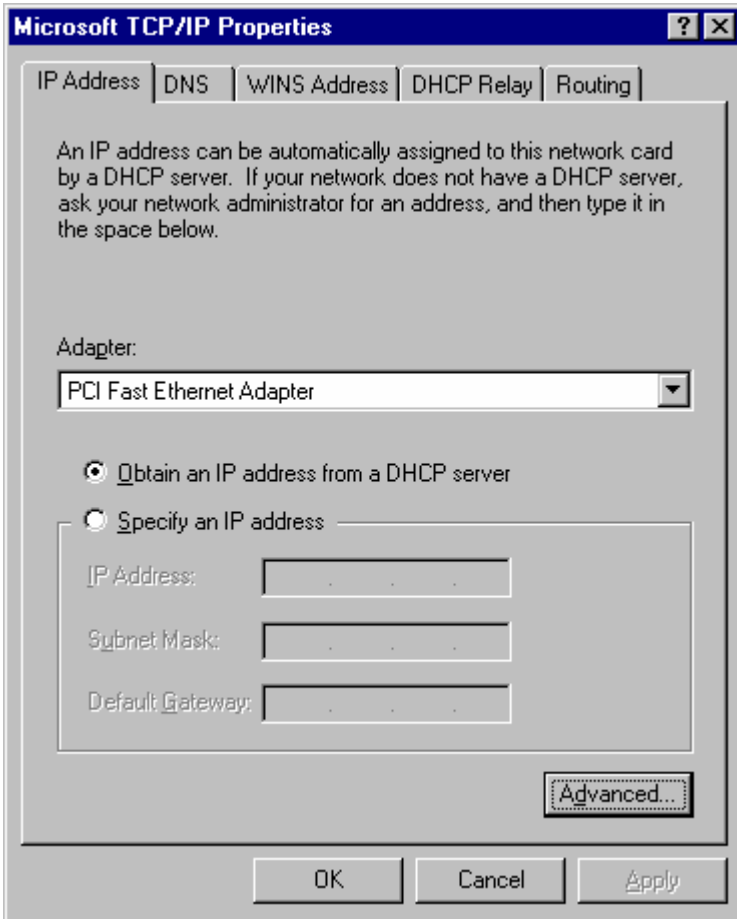 Microsoft TCP/IP Properties
IP Address DNS WINS Address DHCP Relay Routing
An IP address can be automatically assigned to this network card
by a DHCP server. If your network does not have a DHCP server,
ask your network administrator for an address, and then type it in
the space below.
Adapter:
PCI Fast Ethernet Adapter
Obtain an IP address from a DHCP server
Specify an IP address
IP Address: . . .
Subnet Mask: . . .
Default Gateway: . . .
Advanced...
OK Cancel Apply